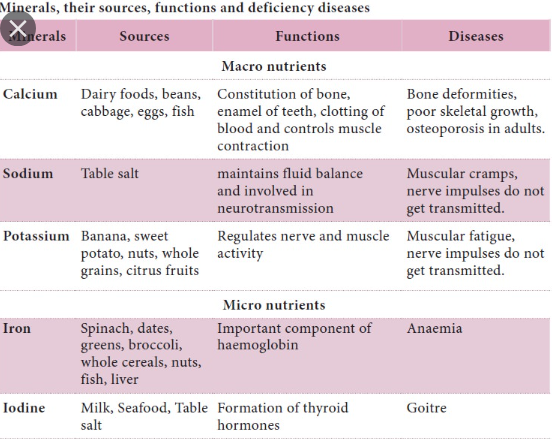 Minerals, their sources, functions and deficiency diseases
Minerals Sources Functions Diseases
Macro nutrients
Calcium Dairy foods, beans, Constitution of bone, Bone deformities,
cabbage, eggs, fish enamel of teeth, clotting of poor skeletal growth,
blood and controls muscle osteoporosis in adults.
contraction
Sodium Table salt maintains fluid balance Muscular cramps,
and involved in nerve impulses do not
neurotransmission get transmitted.
Potassium Banana, sweet Regulates nerve and muscle Muscular fatigue,
potato, nuts, whole activity nerve impulses do not
grains, citrus fruits get transmitted.
Micro nutrients
Iron Spinach, dates, Important component of Anaemia
greens, broccoli, haemoglobin
whole cereals, nuts,
fish, liver
Iodine Milk, Seafood, Table Formation of thyroid Goitre
salt hormones